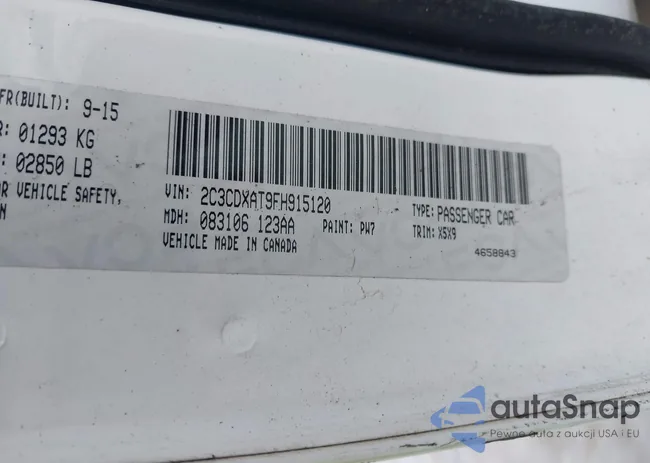 FR(BUILT): 9-15
R: 01293 KG
: 02850 LB
OR VEHICLE SAFETY,
N
VIN: 2C3CDXAT9FH915120
TYPE: PASSENGER CAR
MDH: 083106 123AA
PAINT: PW7
TRIM: X5X9
VEHICLE MADE IN CANADA
4658843
autaSnap
Pewne auta z aukcji USA i EU